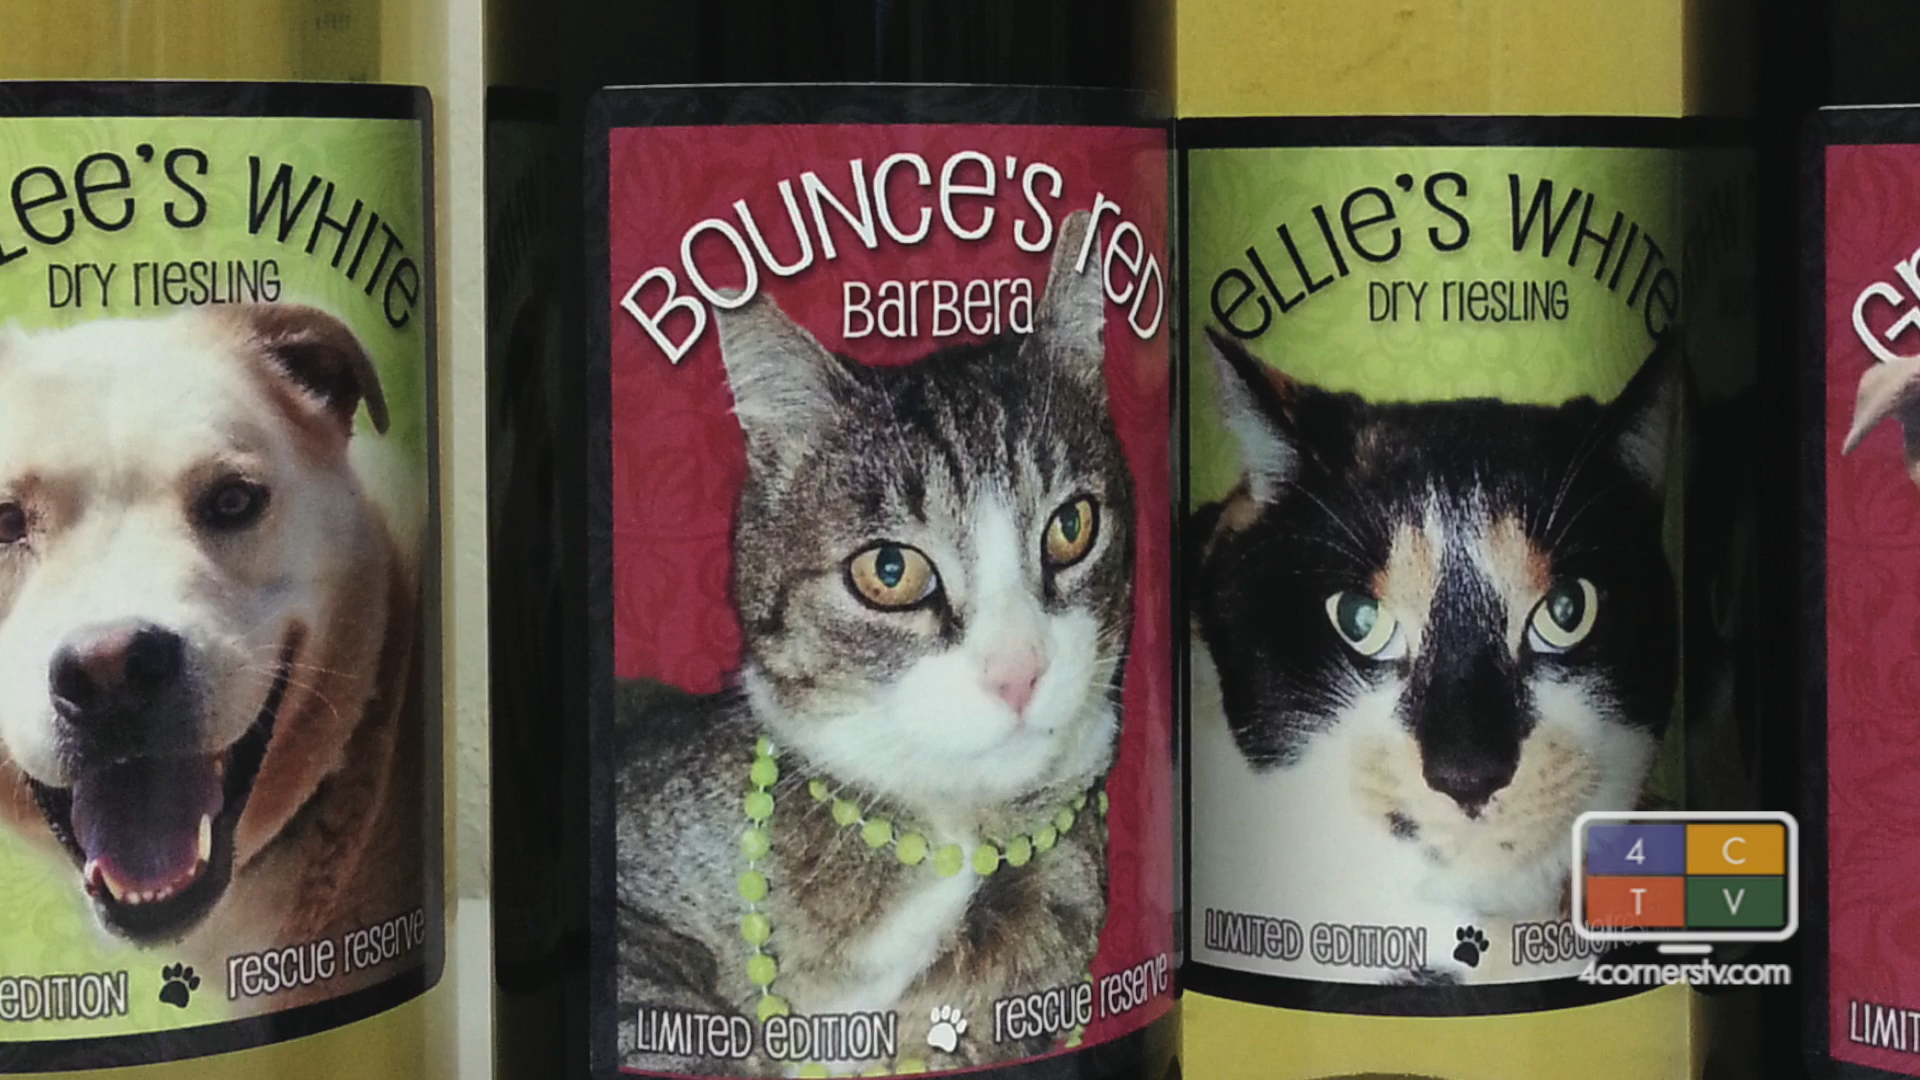 Lee's WHITE
Dry riesling
EDITION rescue reserve
BOUNCE'S reD
Barbera
LIMITED EDITION rescue reserve
ELLIE'S WHITE
Dry riesling
LIMITED EDITION
LIMIT
4 C
T V
4cornerstv.com